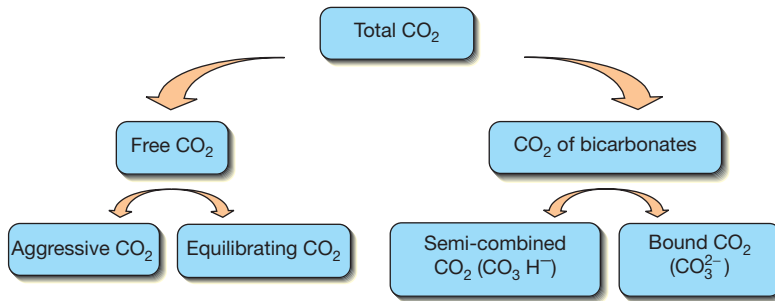 Total CO₂
Free CO₂
CO₂ of bicarbonates
Aggressive CO₂
Equilibrating CO₂
Semi-combined
CO₂ (CO₃ H⁻)
Bound CO₂
(CO₃²⁻)